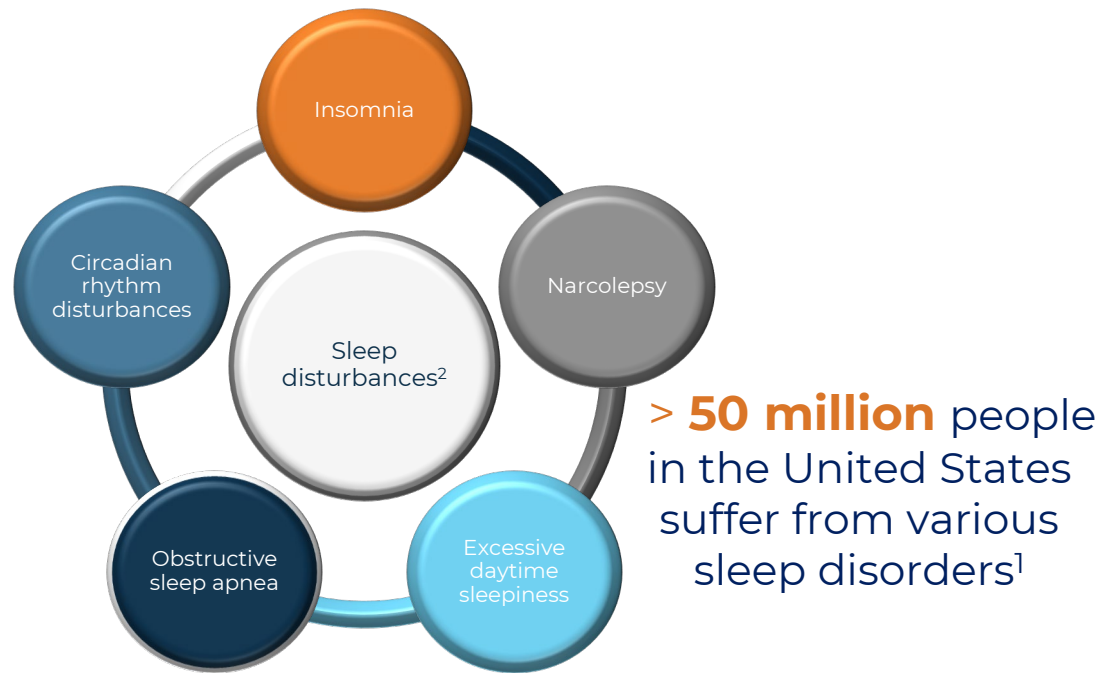 Insomnia
Narcolepsy
Circadian
rhythm
disturbances
Sleep
disturbances²
Obstructive
sleep apnea
Excessive
daytime
sleepiness
> 50 million people
in the United States
suffer from various
sleep disorders¹